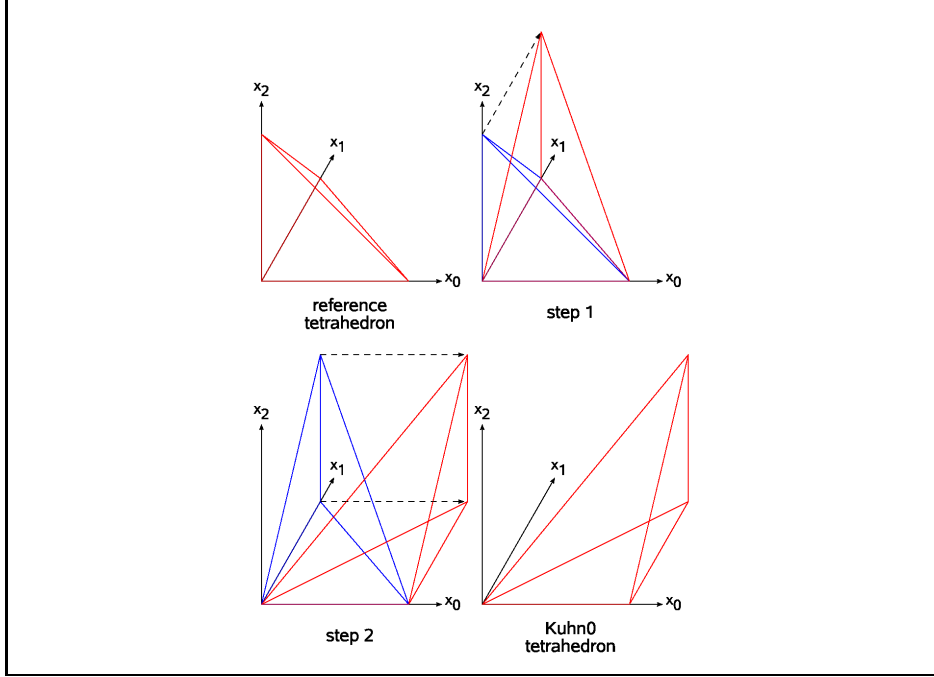 x2
x1
x0
reference
tetrahedron
x2
x1
x0
step 1
x2
x1
x0
step 2
x2
x1
x0
Kuhn0
tetrahedron